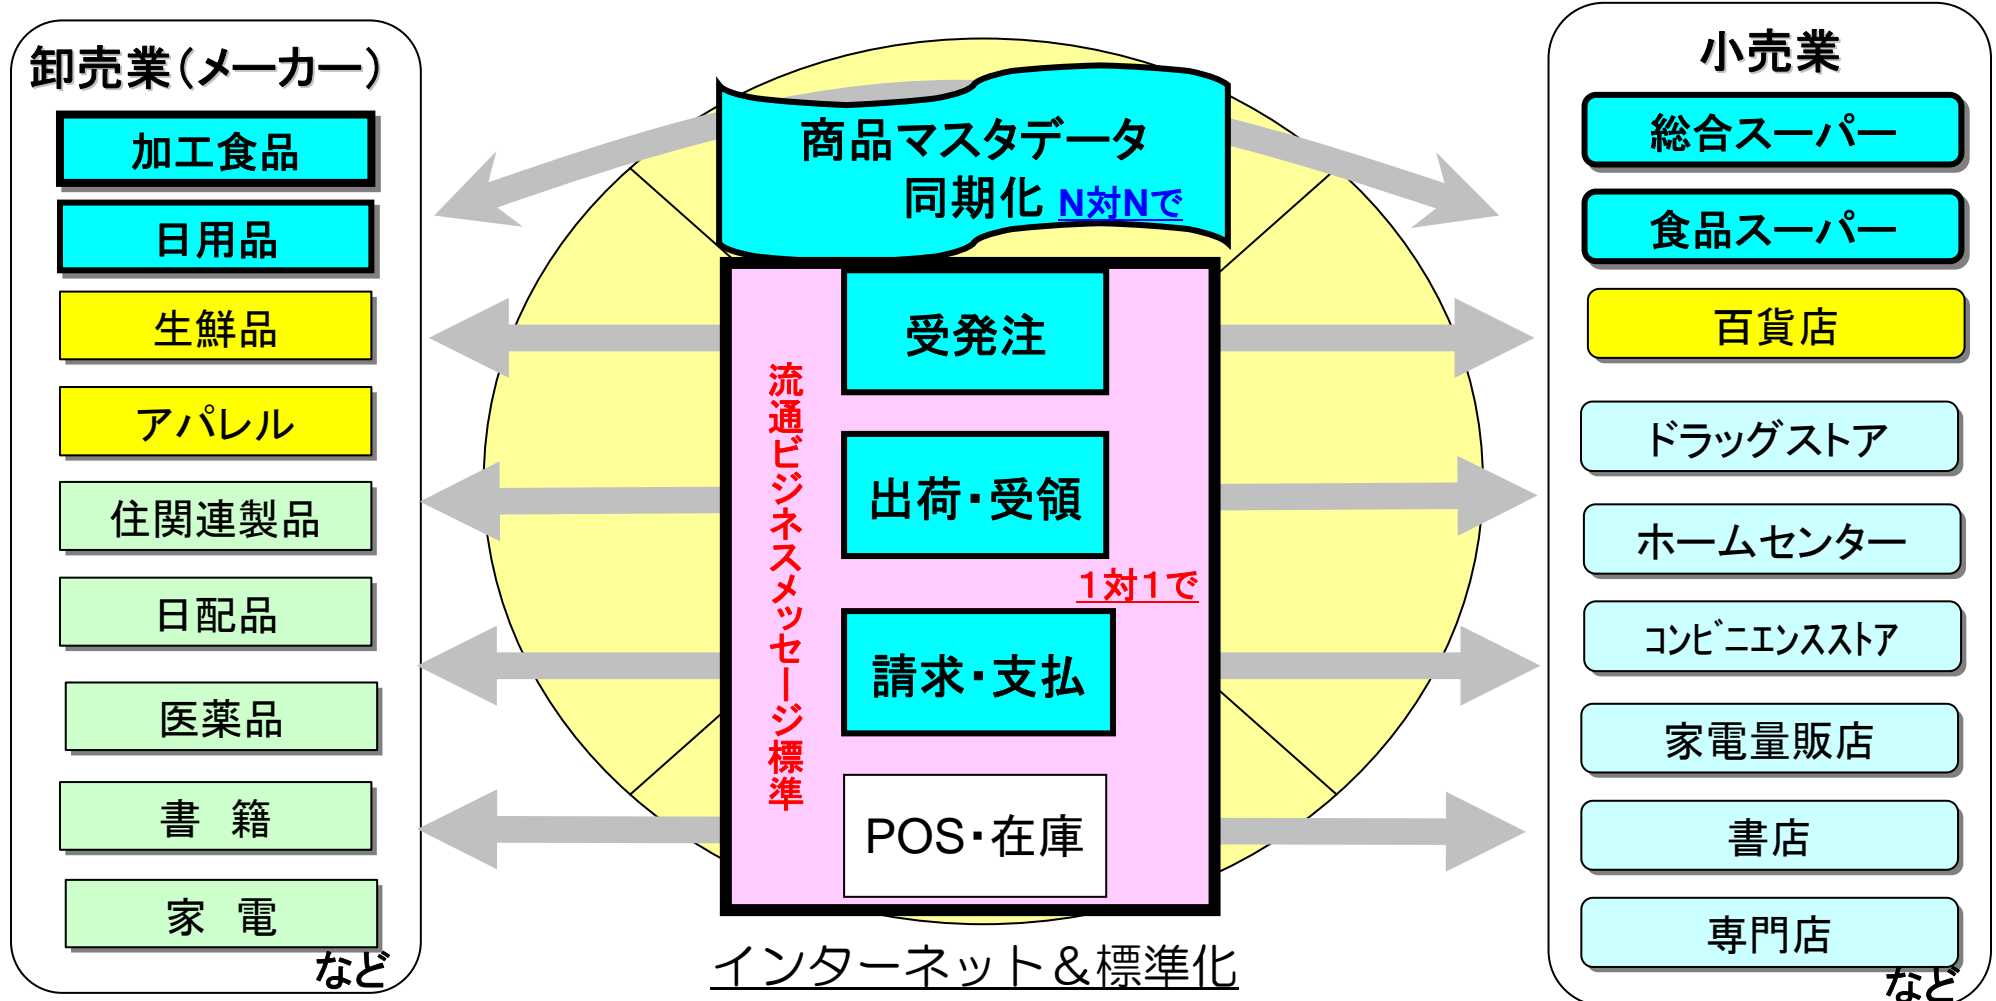 卸売業(メーカー)
加工食品
日用品
生鮮品
アパレル
住関連製品
日配品
医薬品
書　籍
家　電
など
商品マスタデータ
同期化 N対Nで
流通ビジネスメッセージ標準
受発注
出荷・受領
1対1で
請求・支払
POS・在庫
インターネット＆標準化
小売業
総合スーパー
食品スーパー
百貨店
ドラッグストア
ホームセンター
コンビニエンスストア
家電量販店
書店
専門店
など